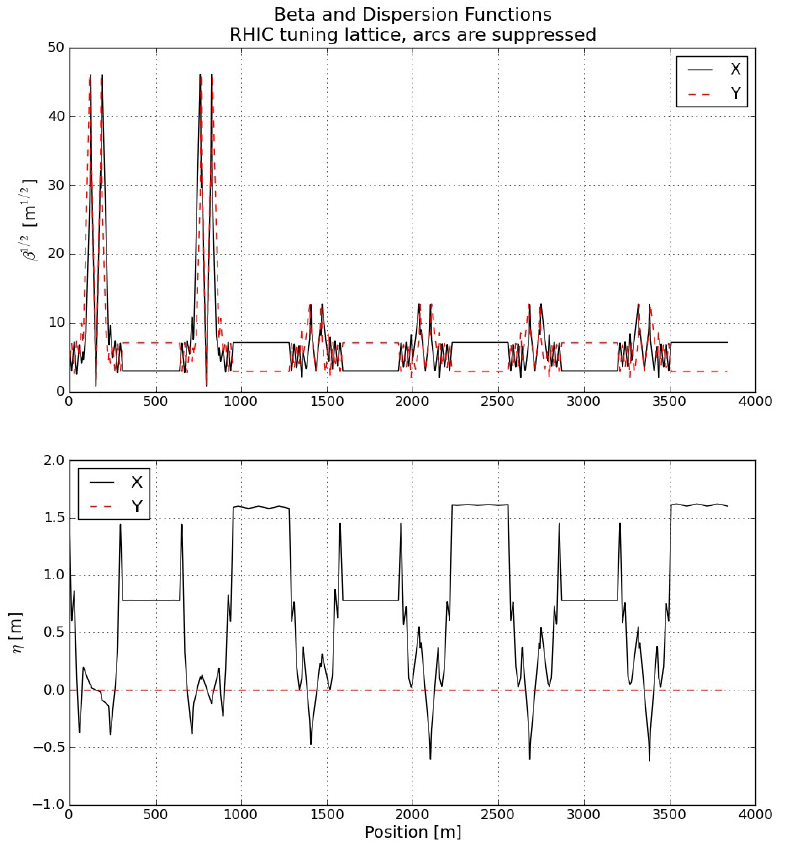 Beta and Dispersion Functions
RHIC tuning lattice, arcs are suppressed
50
40
30
20
10
0
β^{1/2} [m^{1/2}]
X
Y
0 500 1000 1500 2000 2500 3000 3500 4000
2.0
1.5
1.0
0.5
0.0
−0.5
−1.0
η [m]
X
Y
0 500 1000 1500 2000 2500 3000 3500 4000
Position [m]